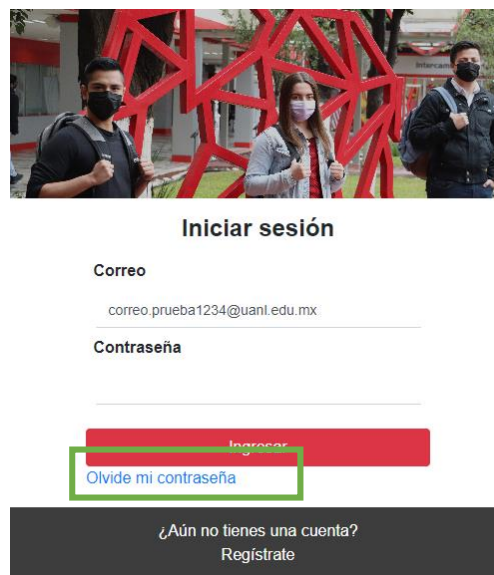 Intercam
Iniciar sesión
Correo
correo.prueba1234@uanl.edu.mx
Contraseña
Ingresar
Olvide mi contraseña
¿Aún no tienes una cuenta?
Regístrate